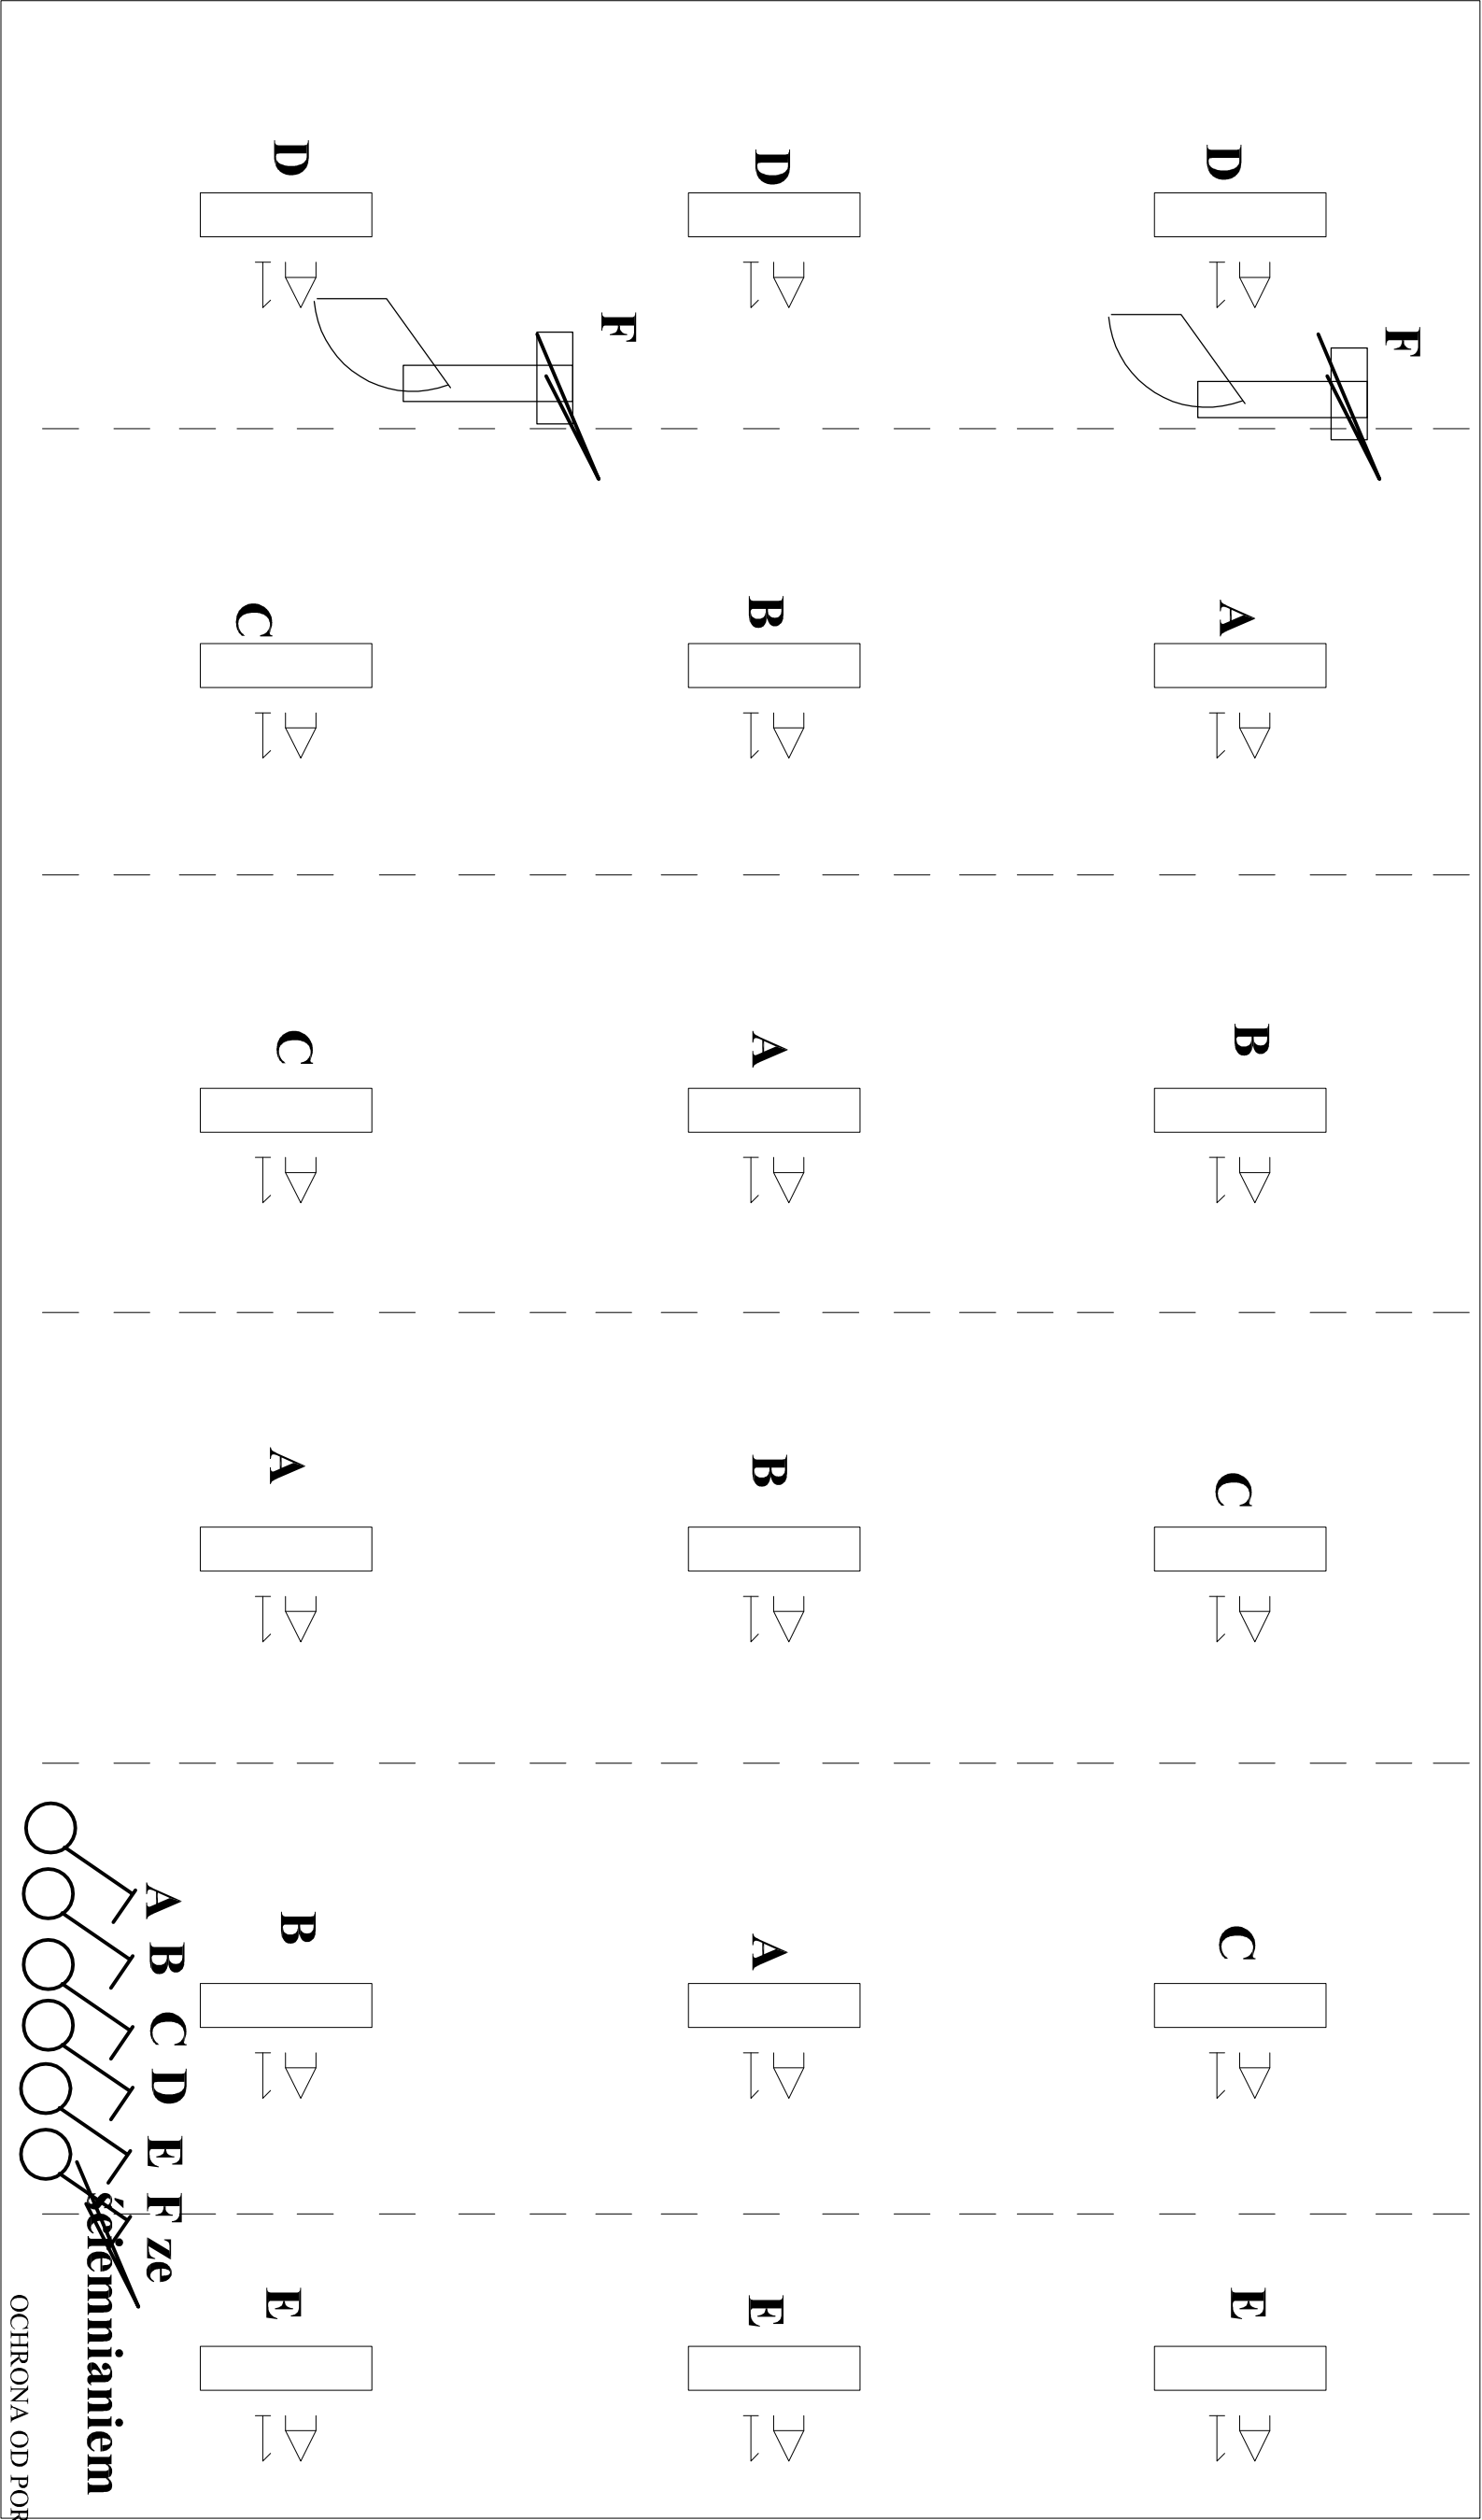 F
D A B C C E
D B A B A E
F
D C C A B E
A B C D E F ze
ściemnianiem
OCHRONA OD POR